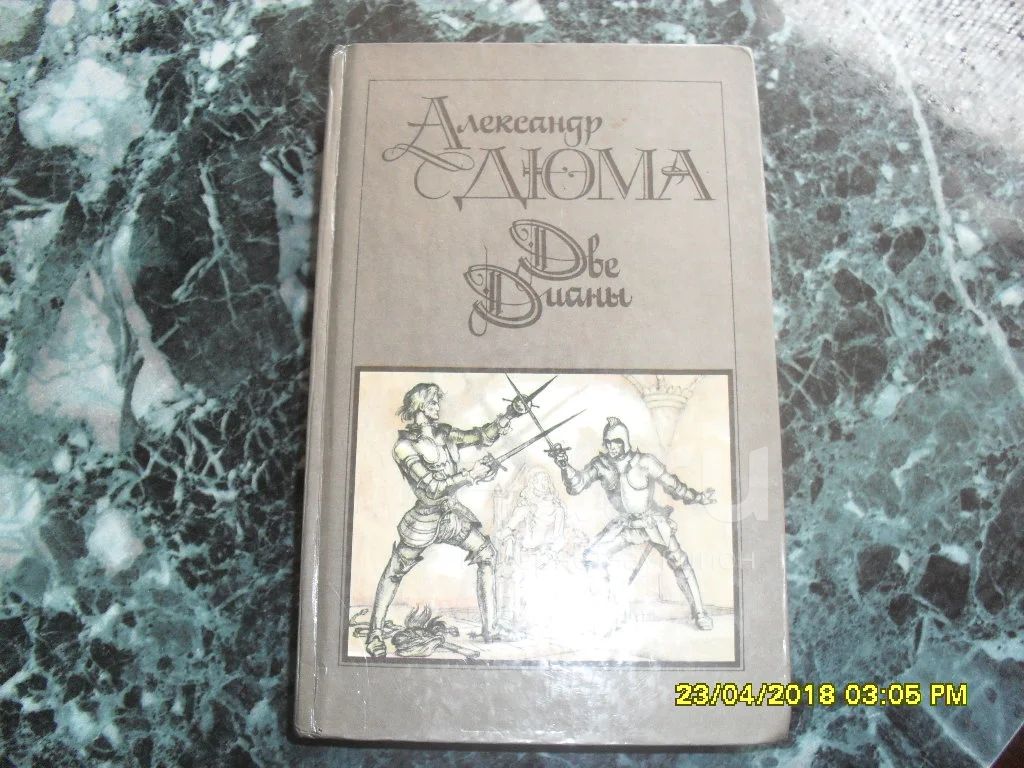 Александр
ДЮМА
Две
Дианы
23/04/2018 03:05 PM